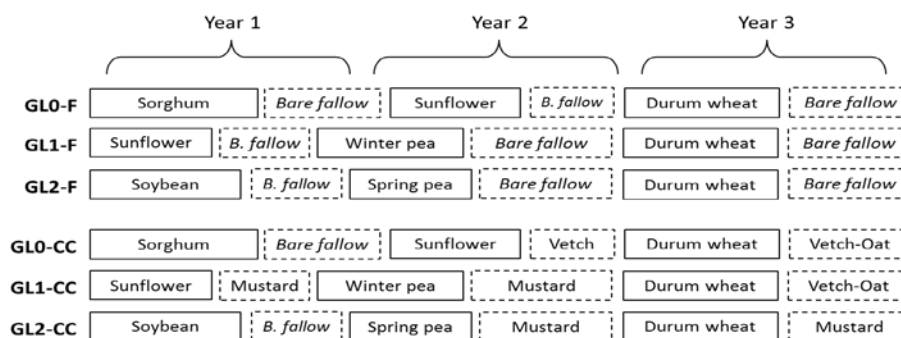 Year 1 Year 2 Year 3
GL0-F Sorghum Bare fallow Sunflower B. fallow Durum wheat Bare fallow
GL1-F Sunflower B. fallow Winter pea Bare fallow Durum wheat Bare fallow
GL2-F Soybean B. fallow Spring pea Bare fallow Durum wheat Bare fallow
GL0-CC Sorghum Bare fallow Sunflower Vetch Durum wheat Vetch-Oat
GL1-CC Sunflower Mustard Winter pea Mustard Durum wheat Vetch-Oat
GL2-CC Soybean B. fallow Spring pea Mustard Durum wheat Mustard